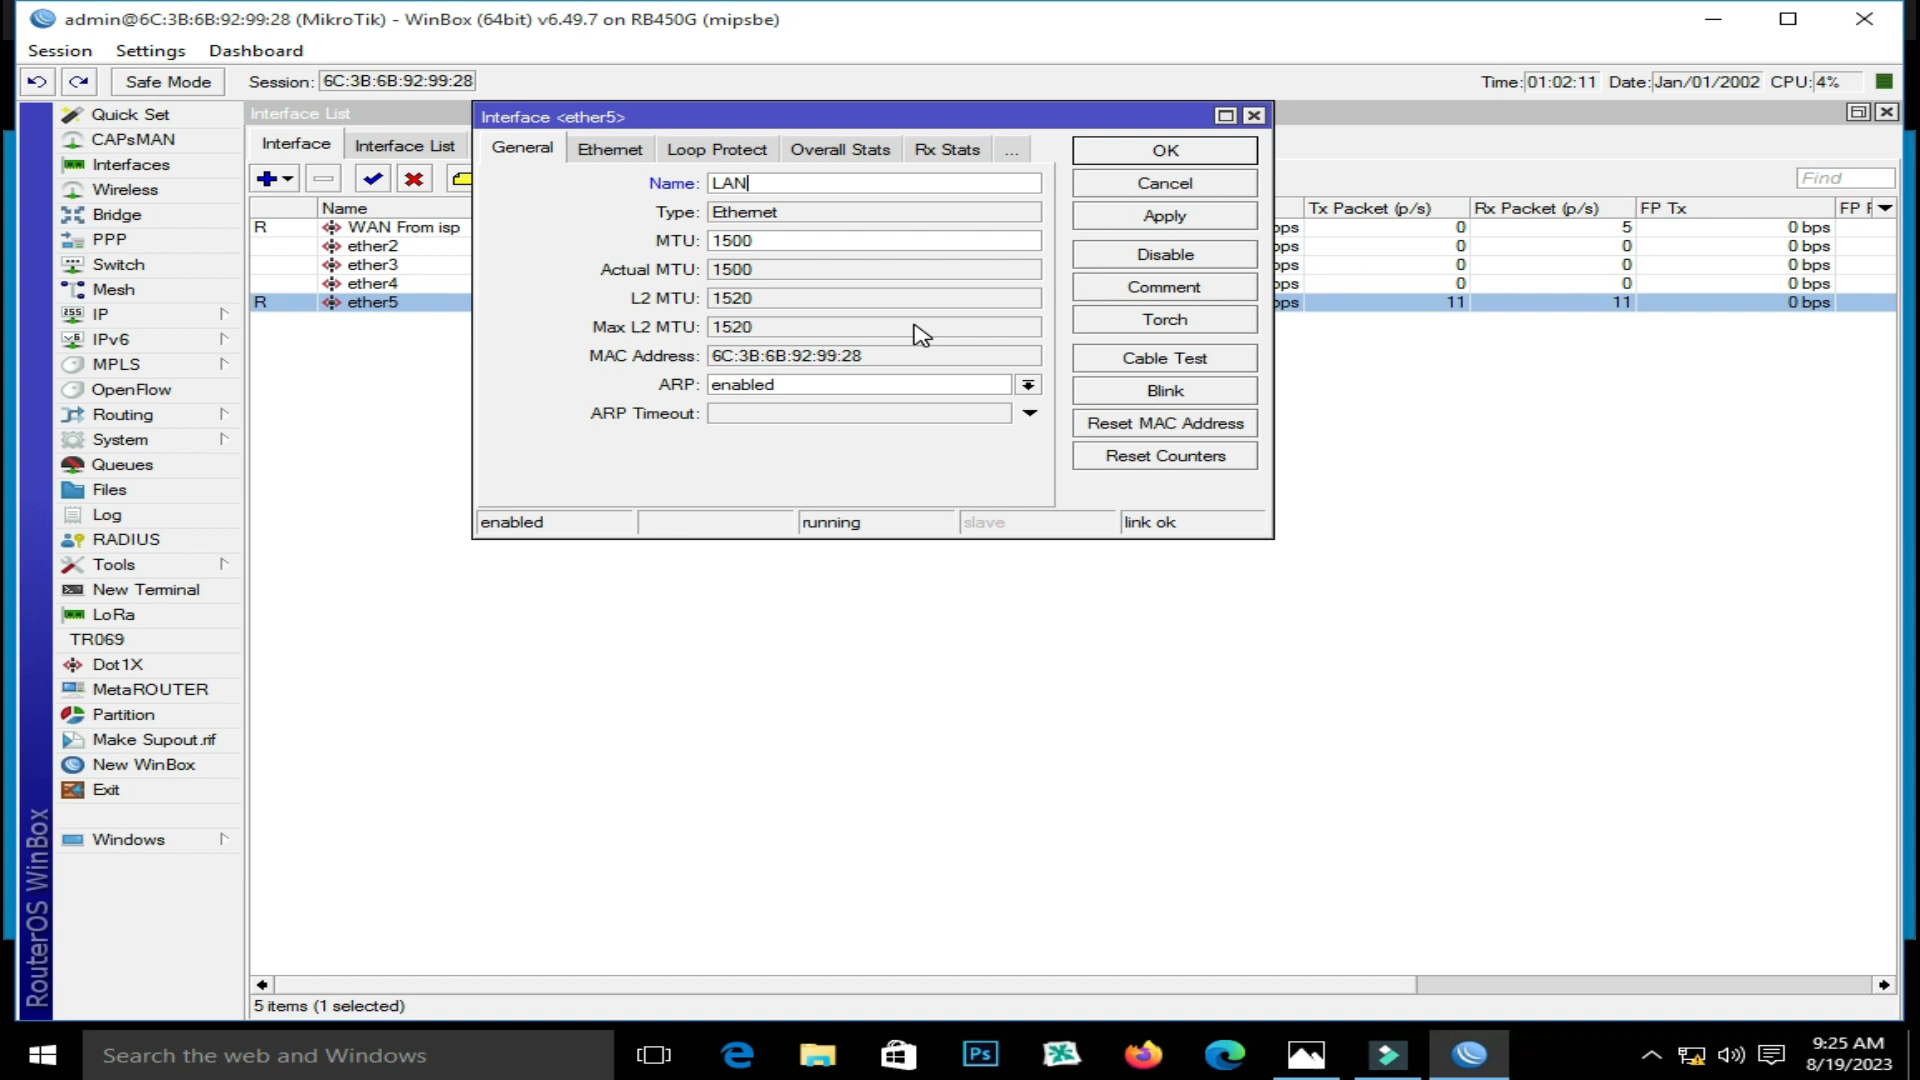 admin@6C:3B:6B:92:99:28 (MikroTik) - WinBox (64bit) v6.49.7 on RB450G (mipsbe)
Session Settings Dashboard
Safe Mode Session: 6C:3B:6B:92:99:28 Time: 01:02:11 Date: Jan/01/2002 CPU: 4%
Quick Set
CAPsMAN
Interfaces
Wireless
Bridge
PPP
Switch
Mesh
IP
IPv6
MPLS
OpenFlow
Routing
System
Queues
Files
Log
RADIUS
Tools
New Terminal
LoRa
TR069
Dot1X
MetaROUTER
Partition
Make Supout.rif
New WinBox
Exit
Windows
RouterOS WinBox
Interface List
Interface Interface List
Find
Name Tx Packet (p/s) Rx Packet (p/s) FP Tx FP
R WAN From isp ops 0 5 0 bps
ether2 ops 0 0 0 bps
ether3 ops 0 0 0 bps
ether4 ops 0 0 0 bps
R ether5 ops 11 11 0 bps
Interface <ether5>
General Ethernet Loop Protect Overall Stats Rx Stats ...
Name: LAN
Type: Ethernet
MTU: 1500
Actual MTU: 1500
L2 MTU: 1520
Max L2 MTU: 1520
MAC Address: 6C:3B:6B:92:99:28
ARP: enabled
ARP Timeout:
OK
Cancel
Apply
Disable
Comment
Torch
Cable Test
Blink
Reset MAC Address
Reset Counters
enabled running slave link ok
5 items (1 selected)
Search the web and Windows
Ps
9:25 AM
8/19/2023